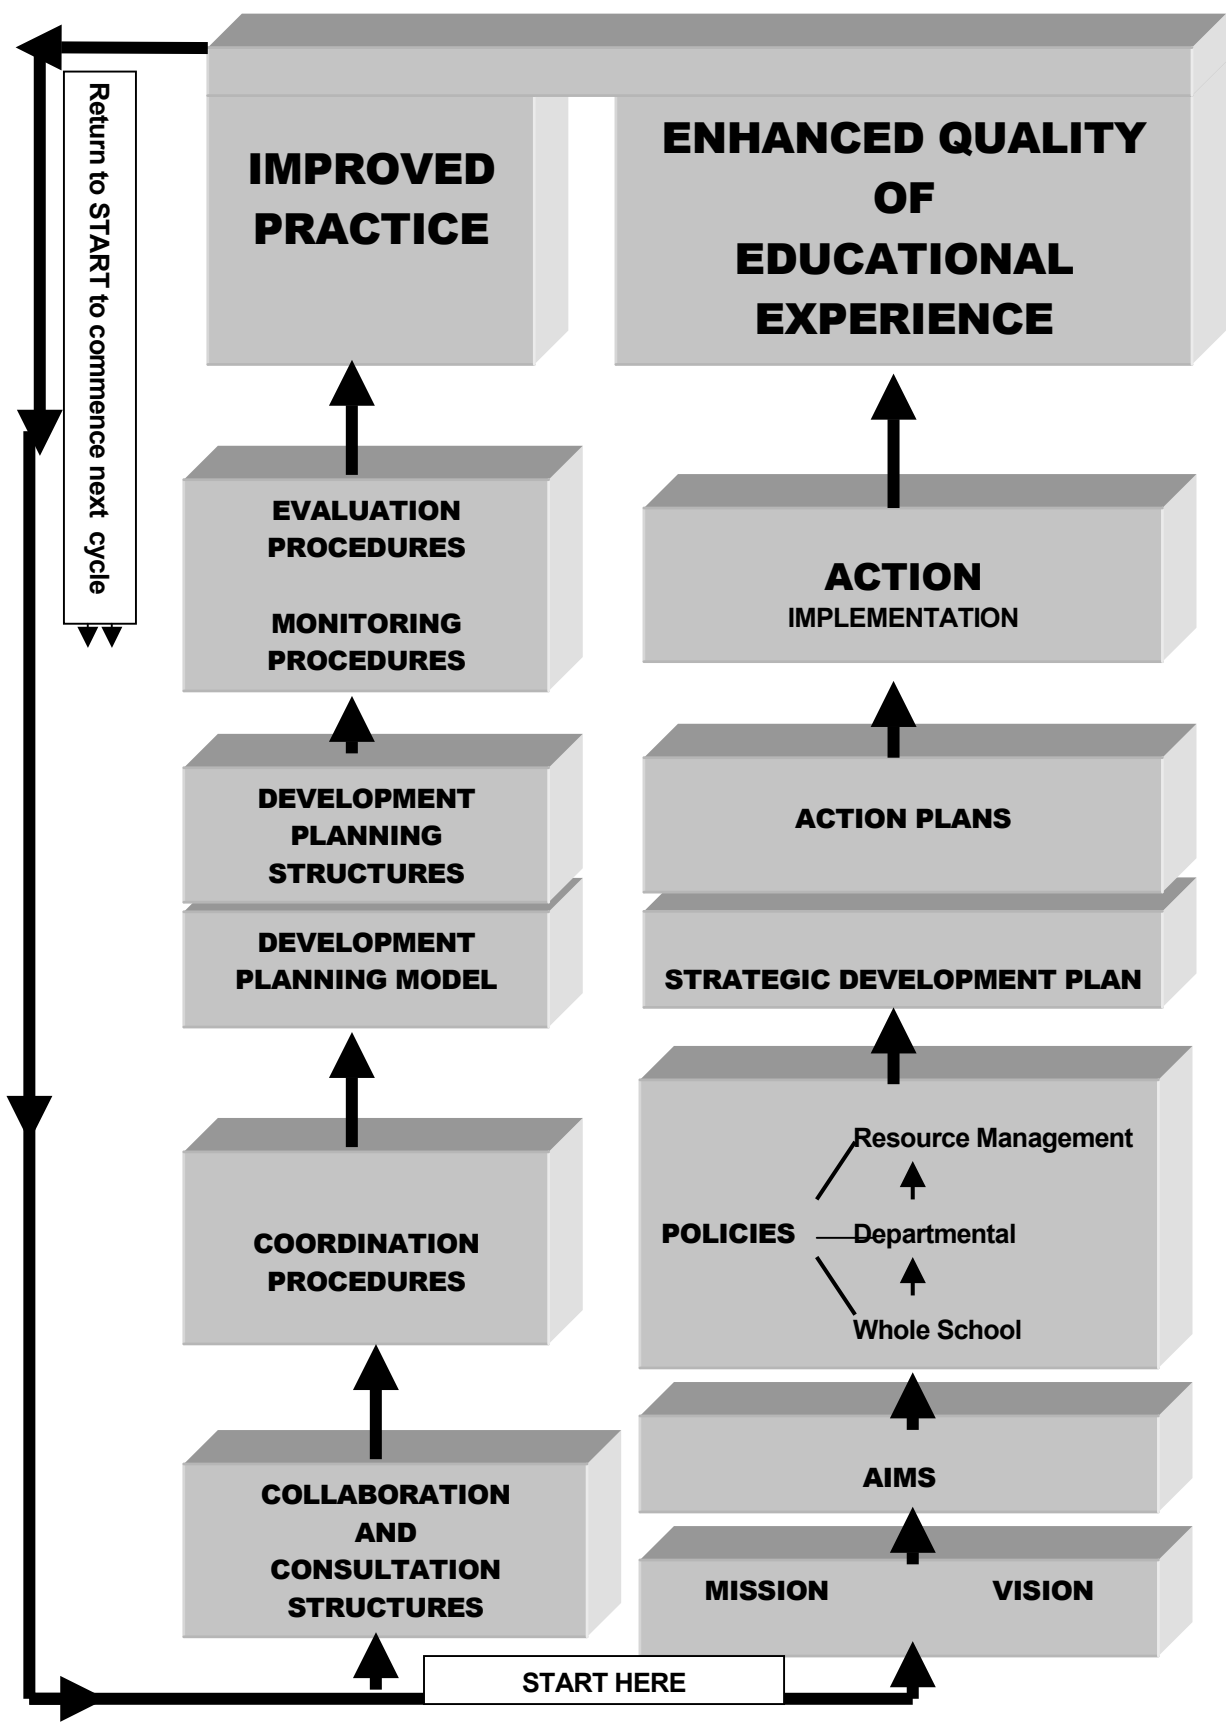 Return to START to commence next cycle
IMPROVED
PRACTICE
ENHANCED QUALITY
OF
EDUCATIONAL
EXPERIENCE
EVALUATION
PROCEDURES
MONITORING
PROCEDURES
ACTION
IMPLEMENTATION
DEVELOPMENT
PLANNING
STRUCTURES
ACTION PLANS
DEVELOPMENT
PLANNING MODEL
STRATEGIC DEVELOPMENT PLAN
COORDINATION
PROCEDURES
Resource Management
POLICIES
Departmental
Whole School
COLLABORATION
AND
CONSULTATION
STRUCTURES
AIMS
MISSION VISION
START HERE